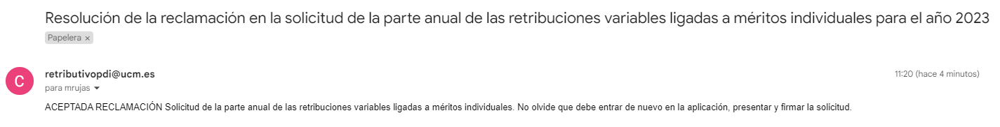 Resolución de la reclamación en la solicitud de la parte anual de las retribuciones variables ligadas a méritos individuales para el año 2023
Papelera ×
C
retributivopdi@ucm.es
11:20 (hace 4 minutos)
para mrujas
ACEPTADA RECLAMACIÓN Solicitud de la parte anual de las retribuciones variables ligadas a méritos individuales. No olvide que debe entrar de nuevo en la aplicación, presentar y firmar la solicitud.